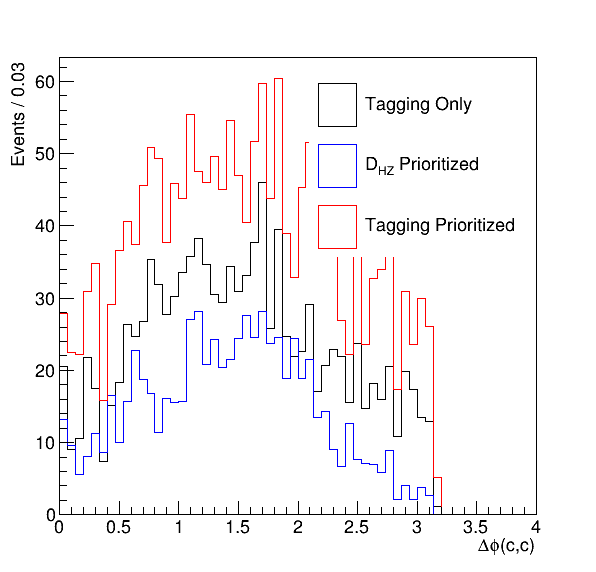 Events / 0.03
60
50
40
30
20
10
0
Tagging Only
D_HZ Prioritized
Tagging Prioritized
0 0.5 1 1.5 2 2.5 3 3.5 4
Δϕ(c,c)